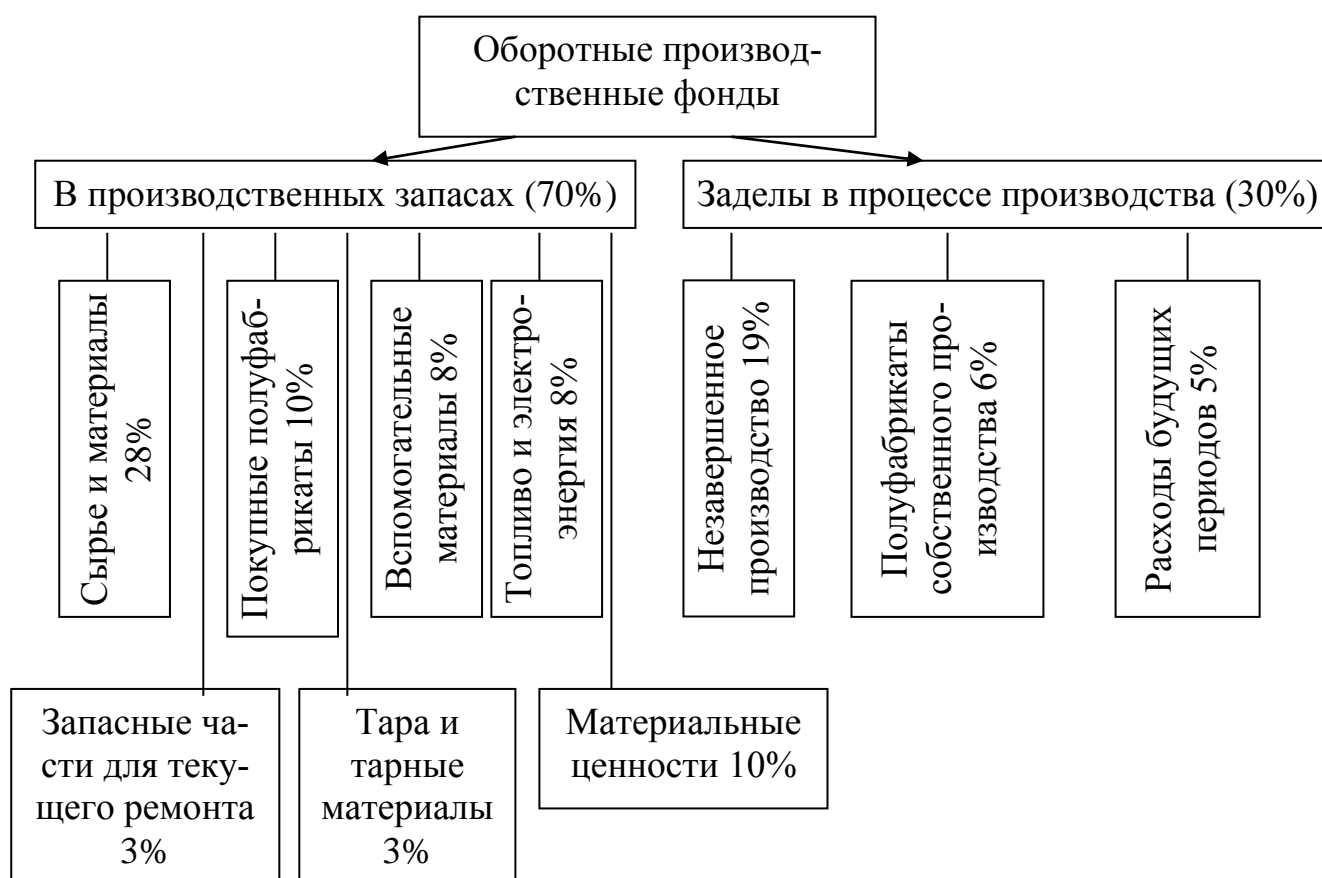 Оборотные производ-
ственные фонды
В производственных запасах (70%)
Заделы в процессе производства (30%)
Сырье и материалы
28%
Покупные полуфаб-
рикаты 10%
Вспомогательные
материалы 8%
Топливо и электро-
энергия 8%
Незавершенное
производство 19%
Полуфабрикаты
собственного про-
изводства 6%
Расходы будущих
периодов 5%
Запасные ча-
сти для теку-
щего ремонта
3%
Тара и
тарные
материалы
3%
Материальные
ценности 10%